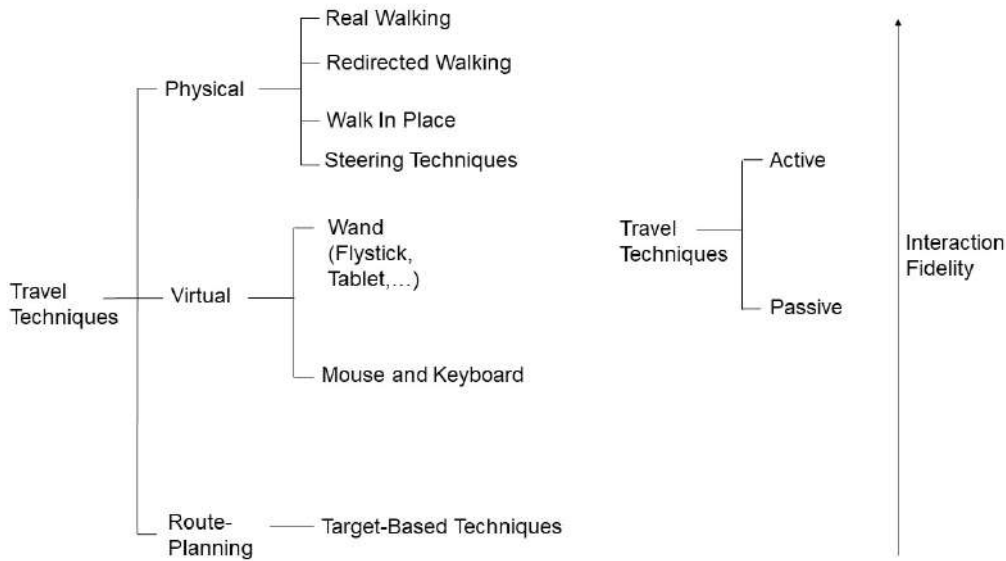 Real Walking
Redirected Walking
Physical
Walk In Place
Steering Techniques
Wand
(Flystick,
Tablet,...)
Travel
Techniques
Virtual
Mouse and Keyboard
Route-
Planning
Target-Based Techniques
Active
Travel
Techniques
Passive
Interaction
Fidelity